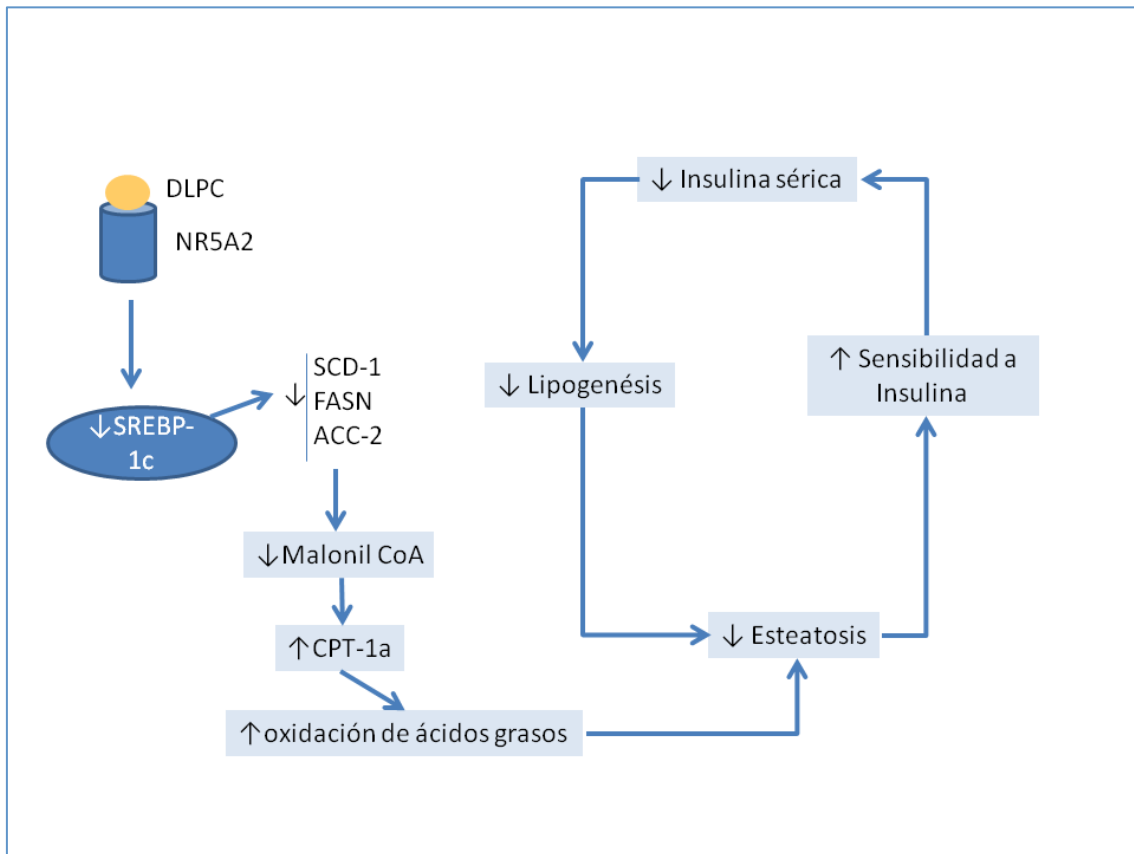 DLPC
NR5A2
↓SREBP-
1c
↓ SCD-1
FASN
ACC-2
↓Malonil CoA
↑CPT-1a
↑oxidación de ácidos grasos
↓ Insulina sérica
↓ Lipogenésis
↑ Sensibilidad a
Insulina
↓ Esteatosis